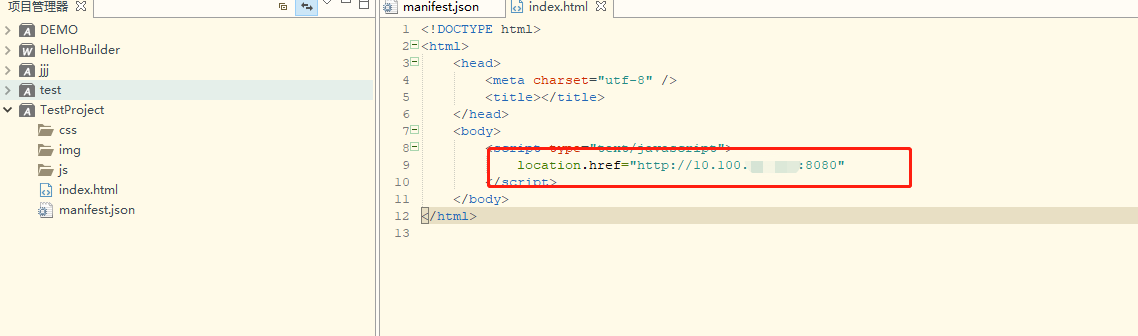 项目管理器
DEMO
HelloHBuilder
jjj
test
TestProject
css
img
js
index.html
manifest.json
manifest.json
index.html
1 <!DOCTYPE html>
2 <html>
3 <head>
4 <meta charset="utf-8" />
5 <title></title>
6 </head>
7 <body>
8 <script type="text/javascript">
9 location.href="http://10.100. :8080"
10 </script>
11 </body>
12 </html>
13